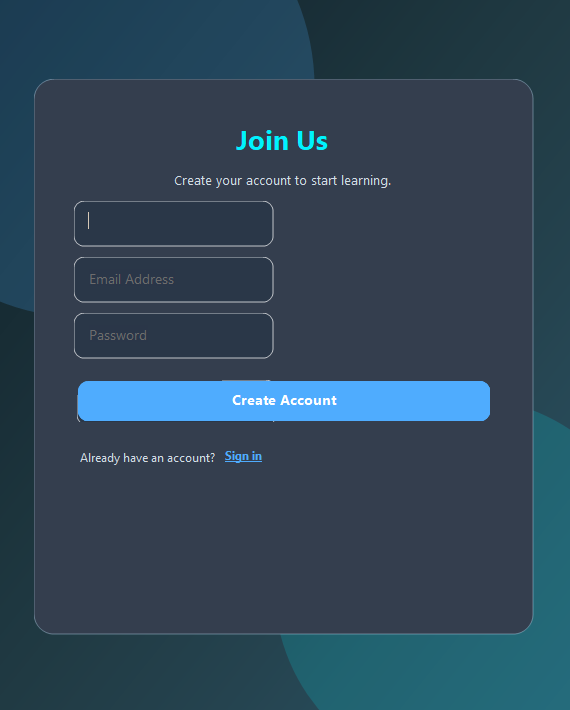 Join Us
Create your account to start learning.
Email Address
Password
Create Account
Already have an account? Sign in